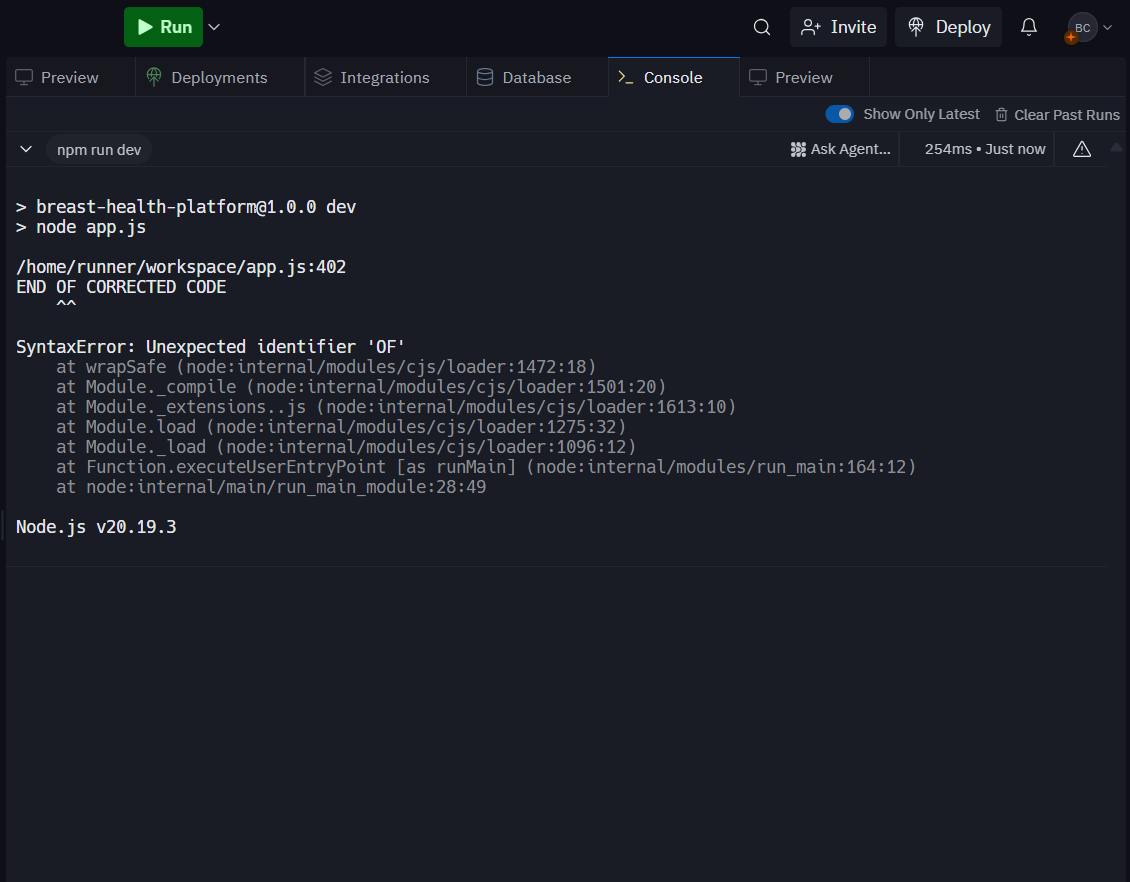 Run
Invite
Deploy
BC
Preview
Deployments
Integrations
Database
Console
Preview
Show Only Latest
Clear Past Runs
npm run dev
Ask Agent...
254ms • Just now
> breast-health-platform@1.0.0 dev
> node app.js
/home/runner/workspace/app.js:402
END OF CORRECTED CODE
    ^^
SyntaxError: Unexpected identifier 'OF'
    at wrapSafe (node:internal/modules/cjs/loader:1472:18)
    at Module._compile (node:internal/modules/cjs/loader:1501:20)
    at Module._extensions..js (node:internal/modules/cjs/loader:1613:10)
    at Module.load (node:internal/modules/cjs/loader:1275:32)
    at Module._load (node:internal/modules/cjs/loader:1096:12)
    at Function.executeUserEntryPoint [as runMain] (node:internal/modules/run_main:164:12)
    at node:internal/main/run_main_module:28:49
Node.js v20.19.3